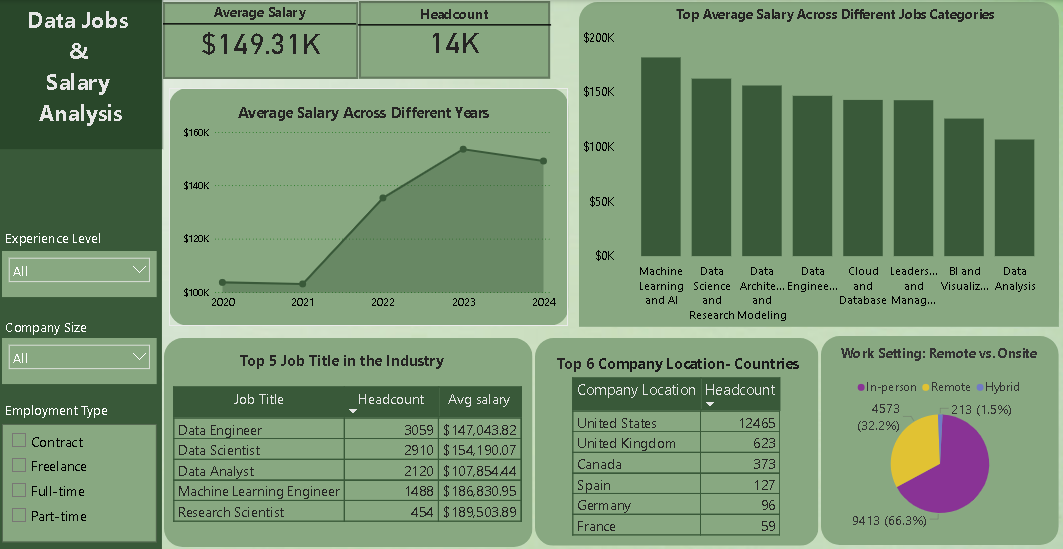 Data Jobs
&
Salary
Analysis
Experience Level
All
Company Size
All
Employment Type
Contract
Freelance
Full-time
Part-time
Average Salary
$149.31K
Headcount
14K
Average Salary Across Different Years
$160K
$140K
$120K
$100K
2020 2021 2022 2023 2024
Top Average Salary Across Different Jobs Categories
$200K
$150K
$100K
$50K
$0K
Machine
Learning
and AI
Data
Science
and
Research
Data
Archite...
and
Modeling
Data
Enginee...
Cloud
and
Database
Leaders...
and
Manag...
BI and
Visualiz...
Data
Analysis
Top 5 Job Title in the Industry
Job Title Headcount Avg salary
Data Engineer 3059 $147,043.82
Data Scientist 2910 $154,190.07
Data Analyst 2120 $107,854.44
Machine Learning Engineer 1488 $186,830.95
Research Scientist 454 $189,503.89
Top 6 Company Location- Countries
Company Location Headcount
United States 12465
United Kingdom 623
Canada 373
Spain 127
Germany 96
France 59
Work Setting: Remote vs. Onsite
In-person Remote Hybrid
4573
(32.2%)
213 (1.5%)
9413 (66.3%)